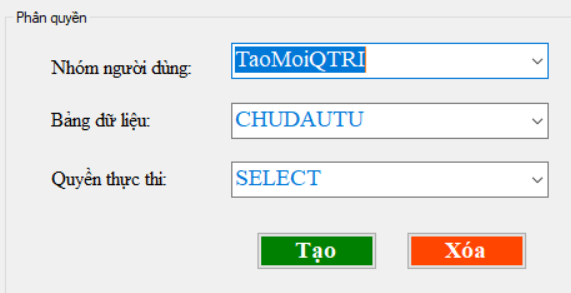 Phân quyền
Nhóm người dùng: TaoMoiQTRI
Bảng dữ liệu: CHUDAUTU
Quyền thực thi: SELECT
Tạo Xóa